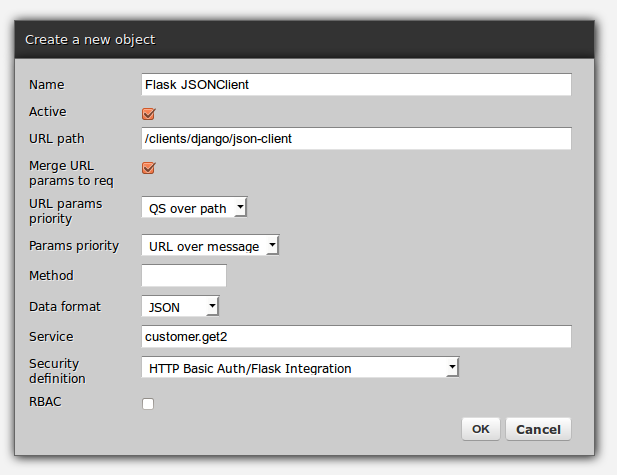 Create a new object
Name Flask JSONClient
Active
URL path /clients/django/json-client
Merge URL
params to req
URL params
priority QS over path
Params priority URL over message
Method
Data format JSON
Service customer.get2
Security
definition HTTP Basic Auth/Flask Integration
RBAC
OK Cancel